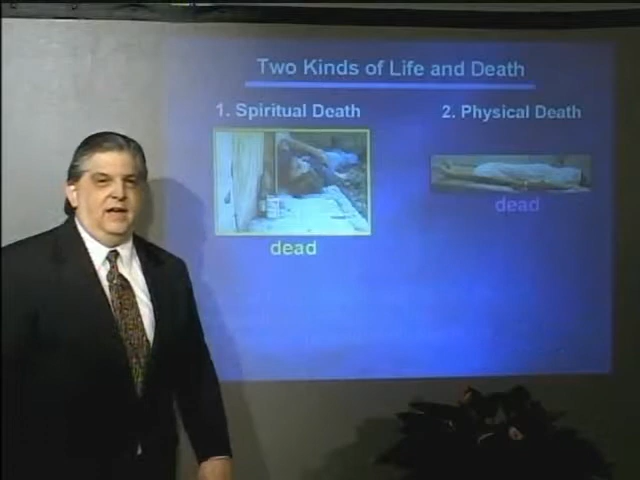 Two Kinds of Life and Death
1. Spiritual Death
2. Physical Death
dead
dead